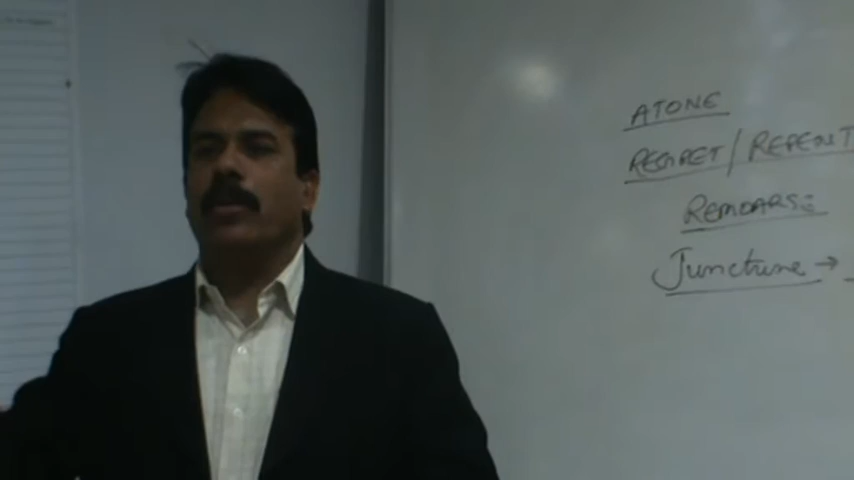 ATONE
REGRET / REPENT
REMOARSE
Juncture →